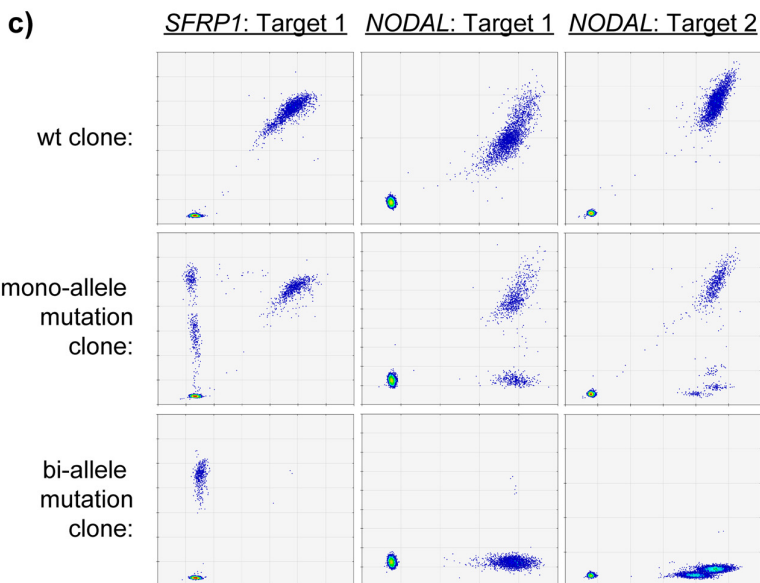 c)
SFRP1: Target 1
NODAL: Target 1
NODAL: Target 2
wt clone:
mono-allele
mutation
clone:
bi-allele
mutation
clone: